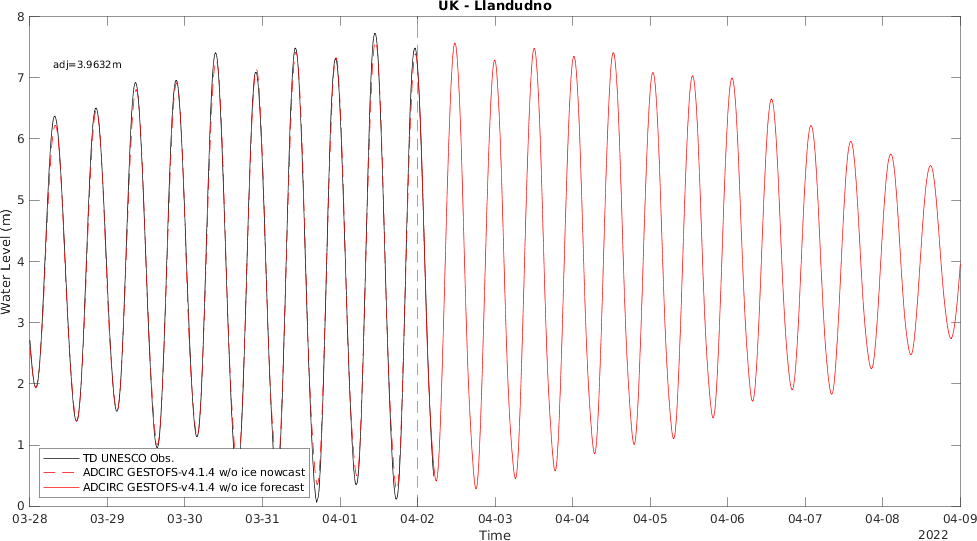 UK - Llandudno
adj=3.9632m
Water Level (m)
8
7
6
5
4
3
2
1
0
TD UNESCO Obs.
ADCIRC GESTOFS-v4.1.4 w/o ice nowcast
ADCIRC GESTOFS-v4.1.4 w/o ice forecast
03-28 03-29 03-30 03-31 04-01 04-02 04-03 04-04 04-05 04-06 04-07 04-08 04-09
Time
2022